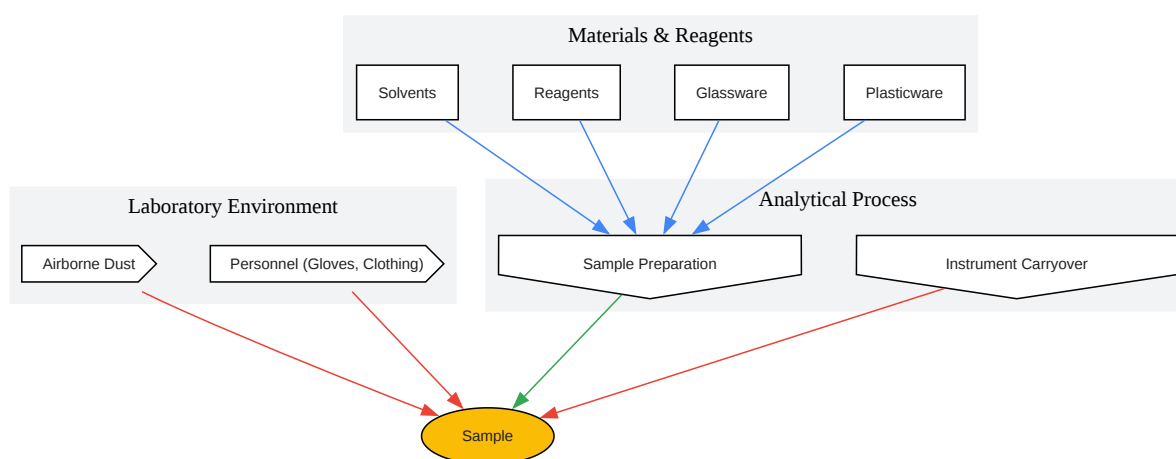 Materials & Reagents
Solvents
Reagents
Glassware
Plasticware
Laboratory Environment
Analytical Process
Airborne Dust
Personnel (Gloves, Clothing)
Sample Preparation
Instrument Carryover
Sample